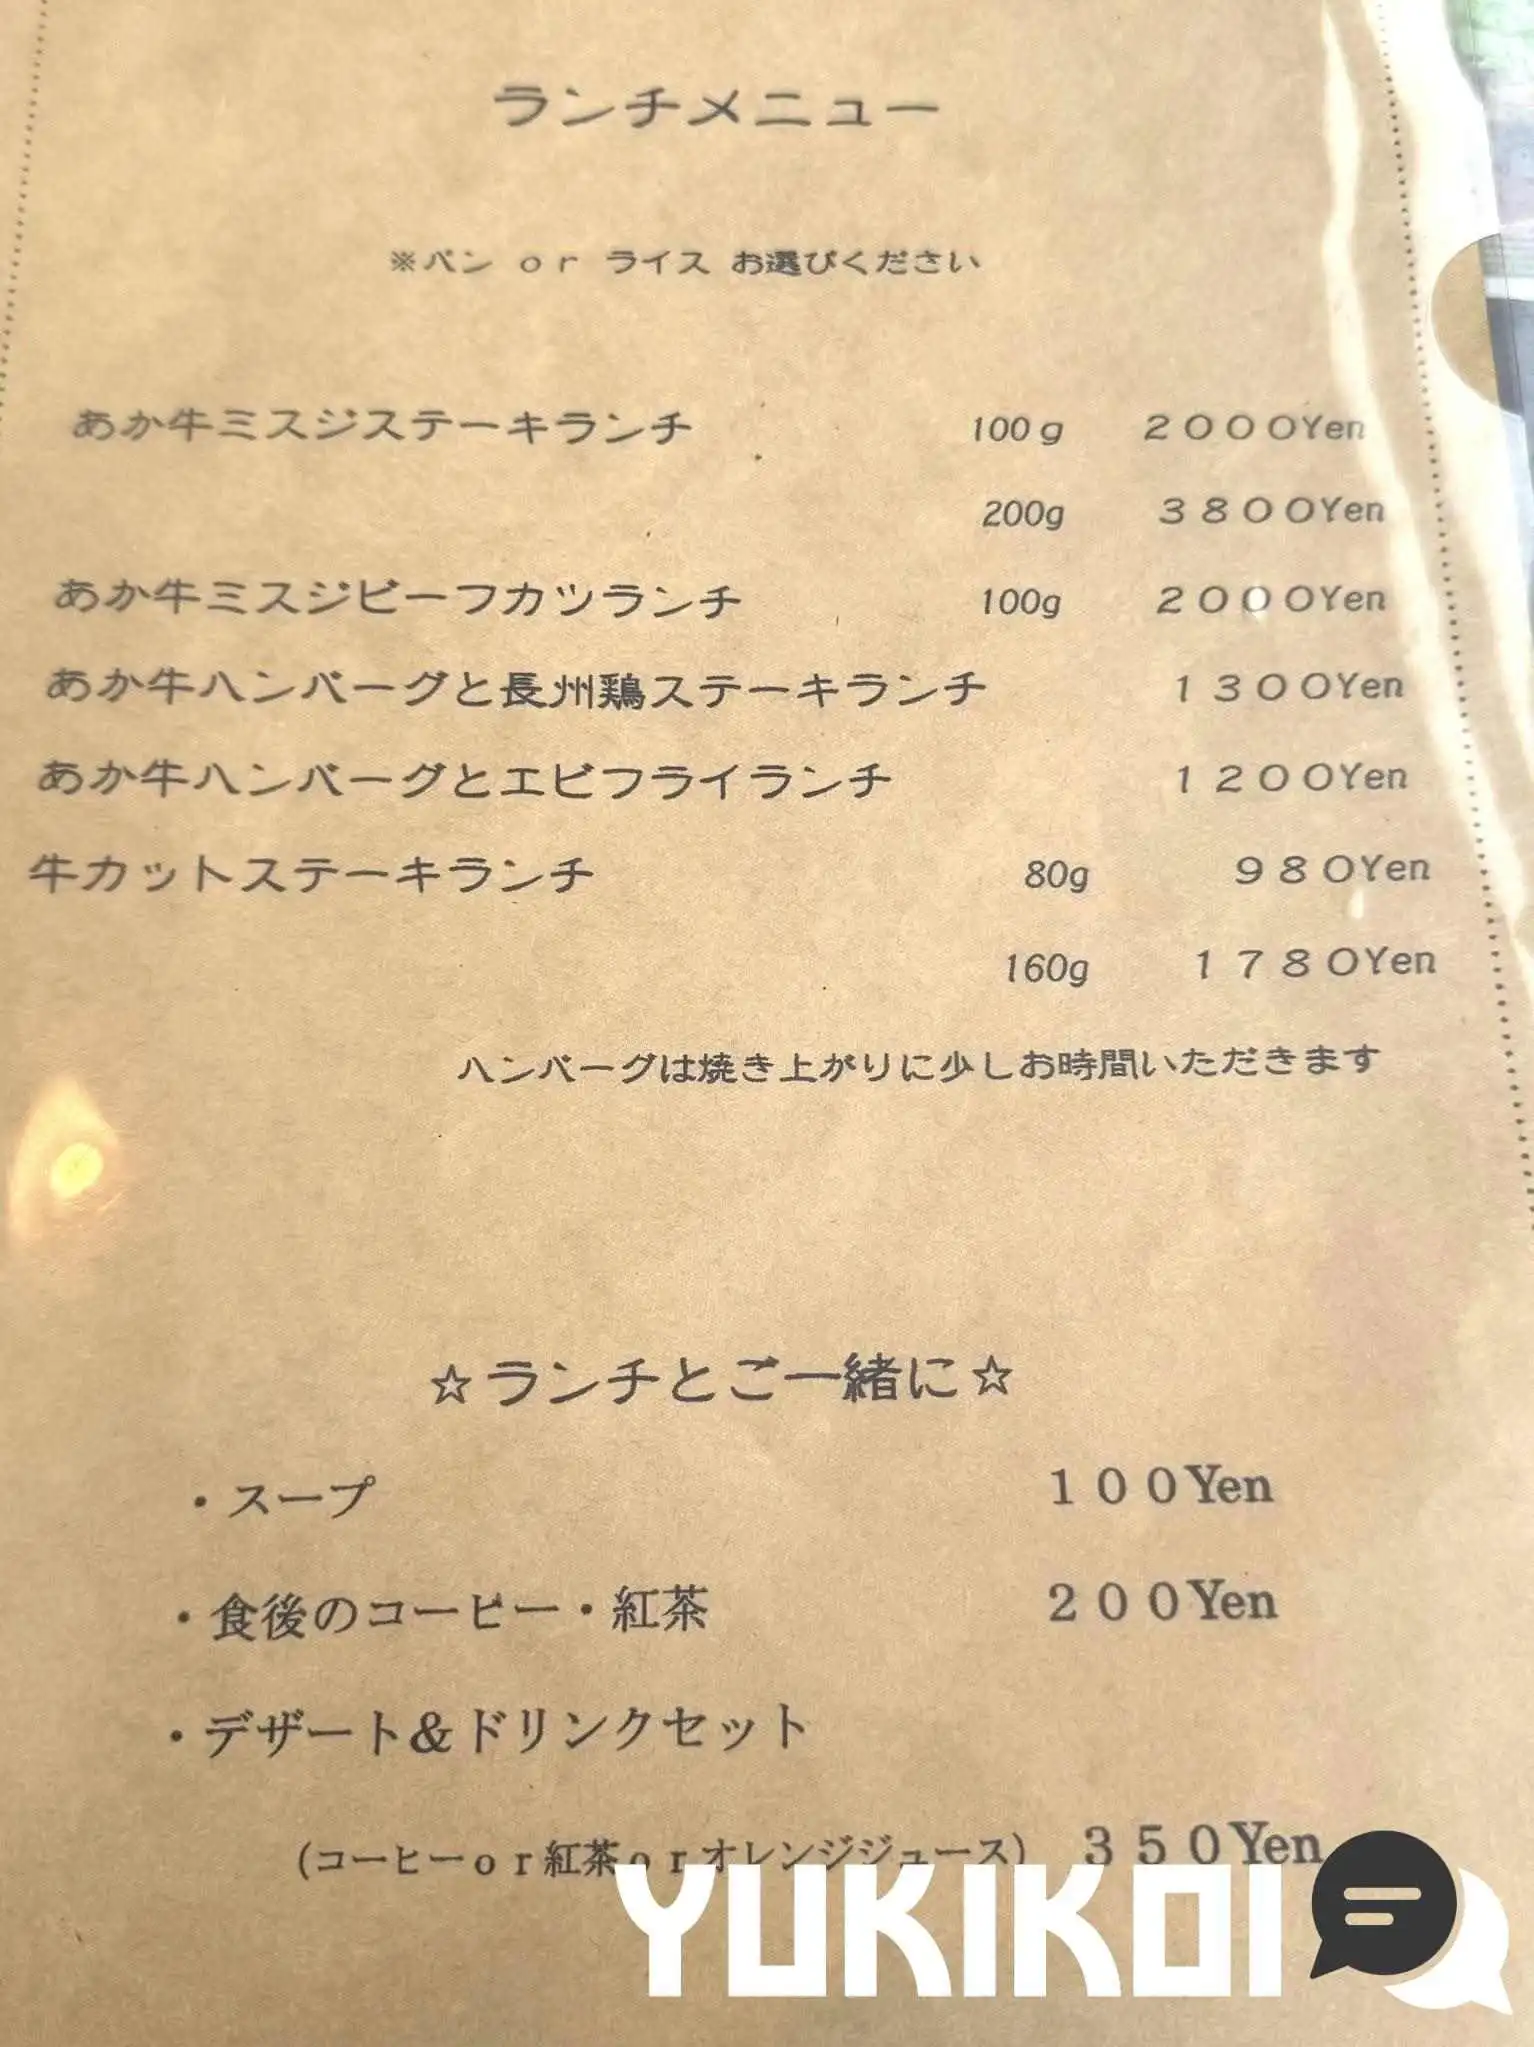 ランチメニュー
※パン or ライス お選びください
あか牛ミスジステーキランチ 100g 2000Yen
200g 3800Yen
あか牛ミスジビーフカツランチ 100g 2000Yen
あか牛ハンバーグと長州鶏ステーキランチ 1300Yen
あか牛ハンバーグとエビフライランチ 1200Yen
牛カットステーキランチ 80g 980Yen
160g 1780Yen
ハンバーグは焼き上がりに少しお時間いただきます
☆ランチとご一緒に☆
・スープ 100Yen
・食後のコーヒー・紅茶 200Yen
・デザート&ドリンクセット
(コーヒーor紅茶orオレンジジュース) 350Yen
YUKIKOI